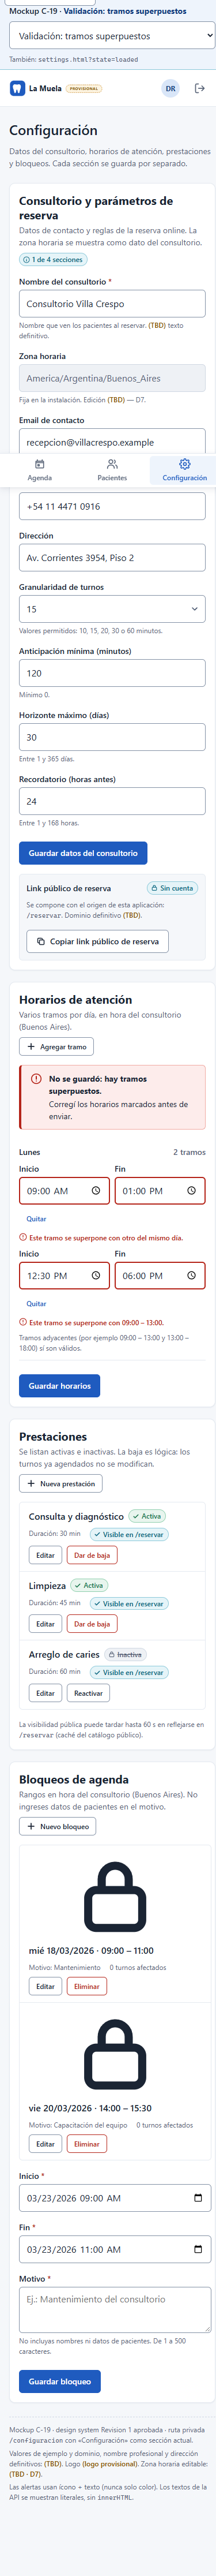 Mockup C-19 · Validación: tramos superpuestos
Validación: tramos superpuestos
También: settings.html?state=loaded
La Muela
PROVISIONAL
DR
Configuración
Datos del consultorio, horarios de atención, prestaciones
y bloqueos. Cada sección se guarda por separado.
Consultorio y parámetros de
reserva
Datos de contacto y reglas de la reserva online. La
zona horaria se muestra como dato del consultorio.
1 de 4 secciones
Nombre del consultorio *
Consultorio Villa Crespo
Nombre que ven los pacientes al reservar. (TBD) texto
definitivo.
Zona horaria
America/Argentina/Buenos_Aires
Fija en la instalación. Edición (TBD) — D7.
Email de contacto
recepcion@villacrespo.example
Agenda
Pacientes
Configuración
+54 11 4471 0916
Dirección
Av. Corrientes 3954, Piso 2
Granularidad de turnos
15
Valores permitidos: 10, 15, 20, 30 o 60 minutos.
Anticipación mínima (minutos)
120
Mínimo 0.
Horizonte máximo (días)
30
Entre 1 y 365 días.
Recordatorio (horas antes)
24
Entre 1 y 168 horas.
Guardar datos del consultorio
Link público de reserva
Sin cuenta
Se compone con el origen de esta aplicación:
/reservar. Dominio definitivo (TBD).
Copiar link público de reserva
Horarios de atención
Varios tramos por día, en hora del consultorio
(Buenos Aires).
Agregar tramo
No se guardó: hay tramos
superpuestos.
Corregí los horarios marcados antes de
enviar.
Lunes
2 tramos
Inicio
Fin
09:00 AM
01:00 PM
Quitar
Este tramo se superpone con otro del mismo día.
Inicio
Fin
12:30 PM
06:00 PM
Quitar
Este tramo se superpone con 09:00 – 13:00.
Tramos adyacentes (por ejemplo 09:00 – 13:00 y 13:00 –
18:00) sí son válidos.
Guardar horarios
Prestaciones
Se listan activas e inactivas. La baja es lógica: los
turnos ya agendados no se modifican.
Nueva prestación
Consulta y diagnóstico
Activa
Duración: 30 min
Visible en /reservar
Editar
Dar de baja
Limpieza
Activa
Duración: 45 min
Visible en /reservar
Editar
Dar de baja
Arreglo de caries
Inactiva
Duración: 60 min
Visible en /reservar
Editar
Reactivar
La visibilidad pública puede tardar hasta 60 s en reflejarse en
/reservar (caché del catálogo público).
Bloqueos de agenda
Rangos en hora del consultorio (Buenos Aires). No
ingreses datos de pacientes en el motivo.
Nuevo bloqueo
mié 18/03/2026 · 09:00 – 11:00
Motivo: Mantenimiento
0 turnos afectados
Editar
Eliminar
vie 20/03/2026 · 14:00 – 15:30
Motivo: Capacitación del equipo
0 turnos afectados
Editar
Eliminar
Inicio *
03/23/2026 09:00 AM
Fin *
03/23/2026 11:00 AM
Motivo *
Ej.: Mantenimiento del consultorio
No incluyas nombres ni datos de pacientes. De 1 a 500
caracteres.
Guardar bloqueo
Mockup C-19 · design system Revision 1 aprobada · ruta privada
/configuracion con «Configuración» como sección actual.
Valores de ejemplo y dominio, nombre profesional y dirección
definitivos: (TBD). Logo (logo provisional). Zona horaria editable:
(TBD · D7).
Las alertas usan ícono + texto (nunca solo color). Los textos de la
API se muestran literales, sin innerHTML.